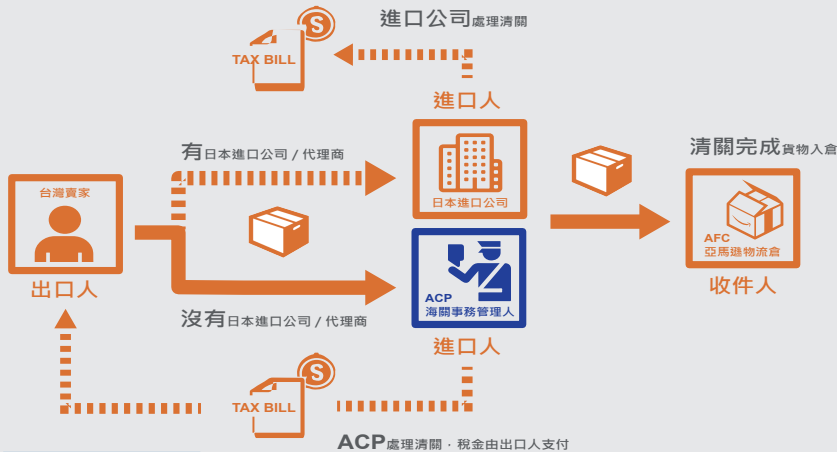 進口公司處理清關
$
TAX BILL
進口人
有日本進口公司 / 代理商
日本進口公司
清關完成貨物入倉
台灣賣家
出口人
AFC
亞馬遜物流倉
收件人
ACP
海關事務管理人
進口人
沒有日本進口公司 / 代理商
$
TAX BILL
ACP處理清關．稅金由出口人支付